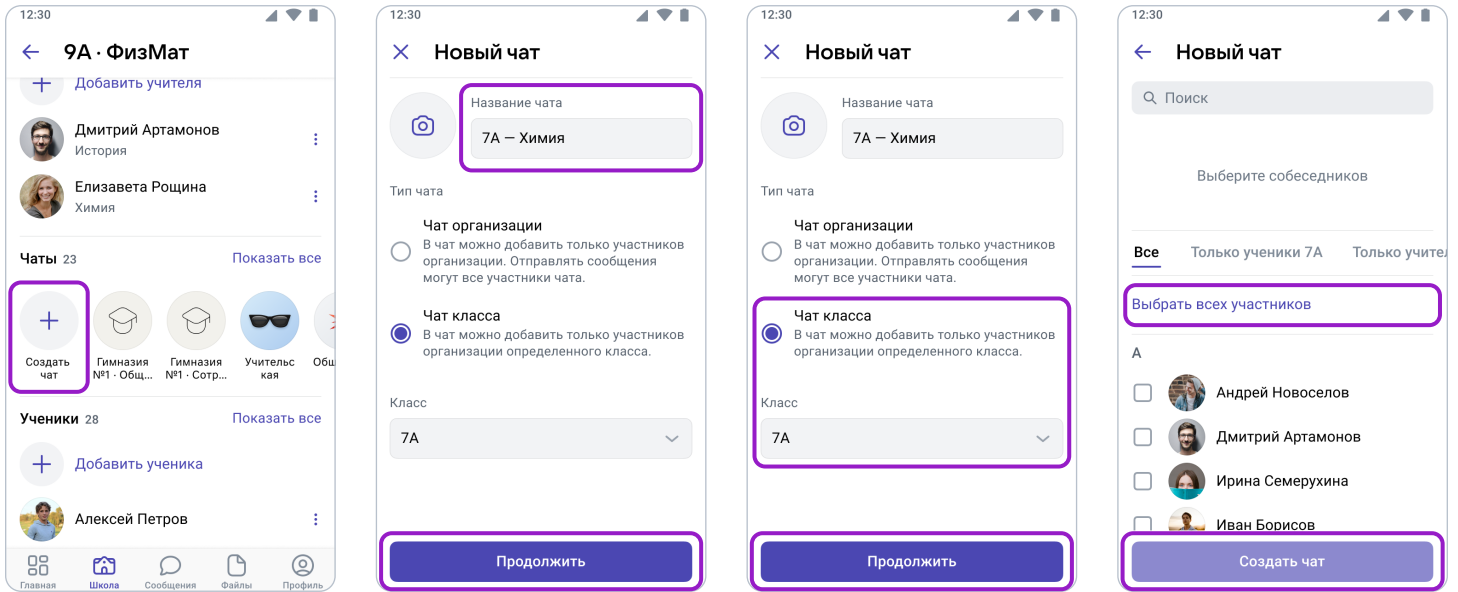 12:30
9А · ФизМат
Добавить учителя
Дмитрий Артамонов
История
Елизавета Рощина
Химия
Чаты 23
Показать все
Создать
чат
Гимназия
№1 · Общ...
Гимназия
№1 · Сотр...
Учительс
кая
Общ
Ученики 28
Показать все
Добавить ученика
Алексей Петров
Главная
Школа
Сообщения
Файлы
Профиль
12:30
Новый чат
Название чата
7А — Химия
Тип чата
Чат организации
В чат можно добавить только участников
организации. Отправлять сообщения
могут все участники чата.
Чат класса
В чат можно добавить только участников
организации определенного класса.
Класс
7А
Продолжить
12:30
Новый чат
Название чата
7А — Химия
Тип чата
Чат организации
В чат можно добавить только участников
организации. Отправлять сообщения
могут все участники чата.
Чат класса
В чат можно добавить только участников
организации определенного класса.
Класс
7А
Продолжить
12:30
Новый чат
Поиск
Выберите собеседников
Все
Только ученики 7А
Только учител
Выбрать всех участников
А
Андрей Новоселов
Дмитрий Артамонов
Ирина Семерухина
Иван Борисов
Создать чат